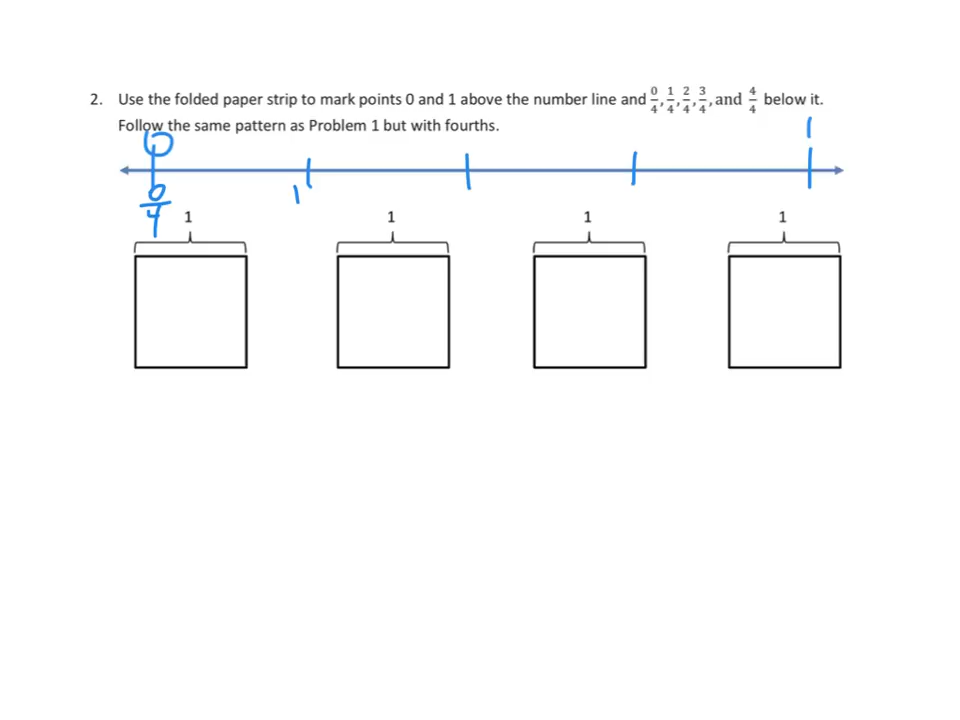 2. Use the folded paper strip to mark points 0 and 1 above the number line and 0/4, 1/4, 2/4, 3/4, and 4/4 below it.
Follow the same pattern as Problem 1 but with fourths.
0 1
0/4 1
1 1 1 1